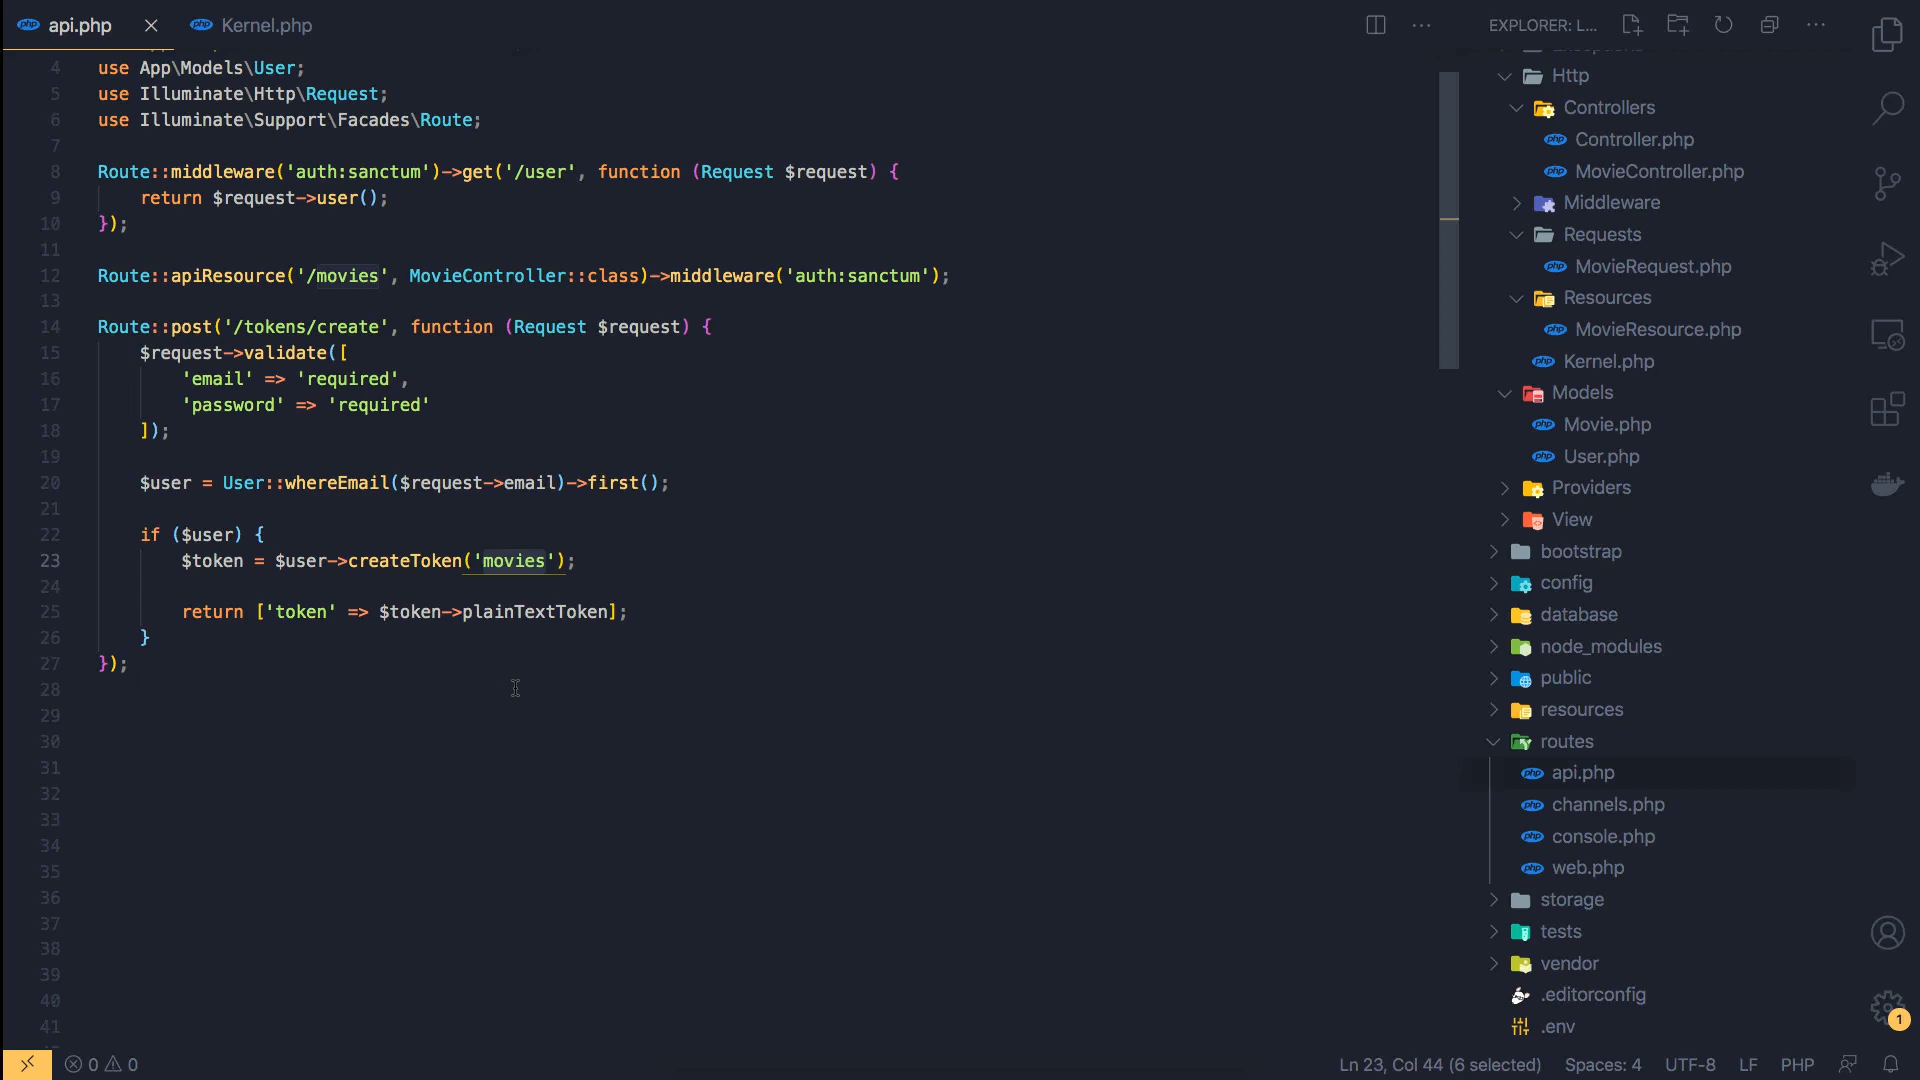 api.php
Kernel.php
EXPLORER: L...
4 use App\Models\User;
5 use Illuminate\Http\Request;
6 use Illuminate\Support\Facades\Route;
7
8 Route::middleware('auth:sanctum')->get('/user', function (Request $request) {
9 return $request->user();
10 });
11
12 Route::apiResource('/movies', MovieController::class)->middleware('auth:sanctum');
13
14 Route::post('/tokens/create', function (Request $request) {
15 $request->validate([
16 'email' => 'required',
17 'password' => 'required'
18 ]);
19
20 $user = User::whereEmail($request->email)->first();
21
22 if ($user) {
23 $token = $user->createToken('movies');
24
25 return ['token' => $token->plainTextToken];
26 }
27 });
28
29
30
31
32
33
34
35
36
37
38
39
40
41
Http
Controllers
Controller.php
MovieController.php
Middleware
Requests
MovieRequest.php
Resources
MovieResource.php
Kernel.php
Models
Movie.php
User.php
Providers
View
bootstrap
config
database
node_modules
public
resources
routes
api.php
channels.php
console.php
web.php
storage
tests
vendor
.editorconfig
.env
1
0 0
Ln 23, Col 44 (6 selected) Spaces: 4 UTF-8 LF PHP